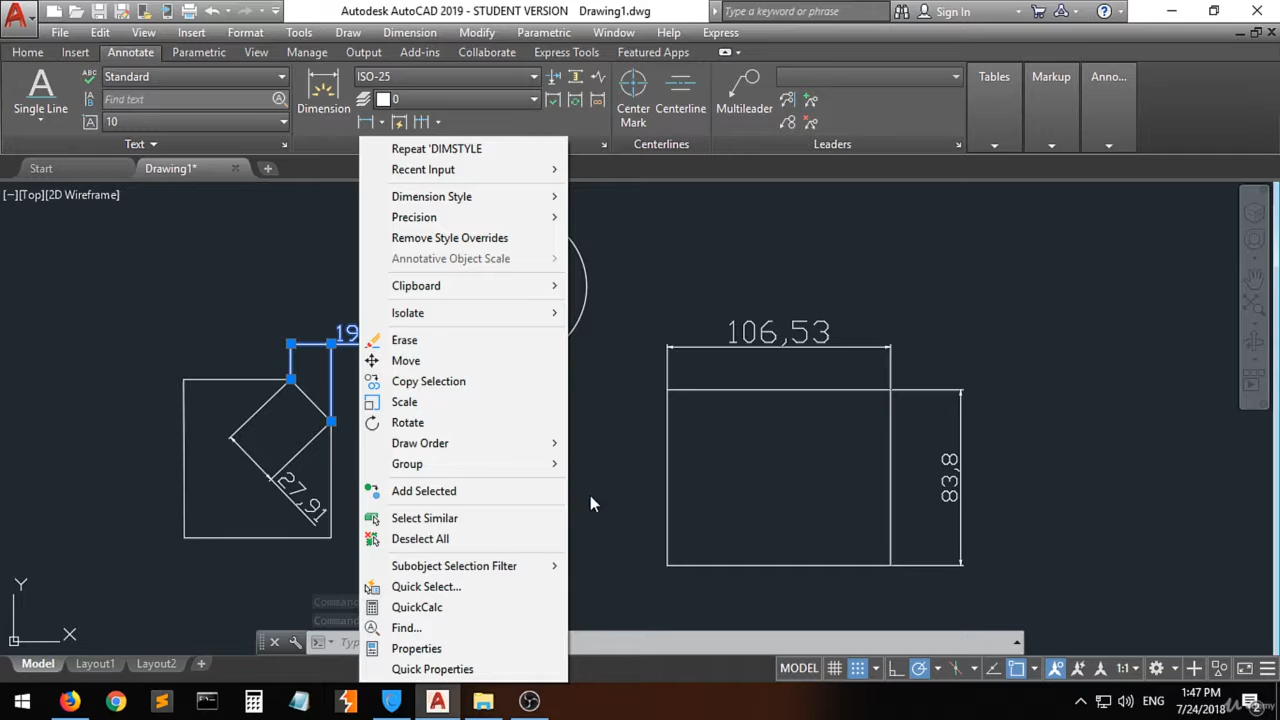 Autodesk AutoCAD 2019 - STUDENT VERSION Drawing1.dwg
Type a keyword or phrase
Sign In
File Edit View Insert Format Tools Draw Dimension Modify Parametric Window Help Express
Home Insert Annotate Parametric View Manage Output Add-ins Collaborate Express Tools Featured Apps
A
Single Line
ABC
Standard
Find text
10
Text
Dimension
ISO-25
0
Center Mark
Centerline
Centerlines
Multileader
Leaders
Tables
Markup
Anno...
Start
Drawing1*
[−][Top][2D Wireframe]
Repeat 'DIMSTYLE
Recent Input
Dimension Style
Precision
Remove Style Overrides
Annotative Object Scale
Clipboard
Isolate
Erase
Move
Copy Selection
Scale
Rotate
Draw Order
Group
Add Selected
Select Similar
Deselect All
Subobject Selection Filter
Quick Select...
QuickCalc
Find...
Properties
Quick Properties
19
27,91
106,53
83,8
Y
X
Command
Command
Typ
Model
Layout1
Layout2
MODEL
1:1
ENG
1:47 PM
7/24/2018